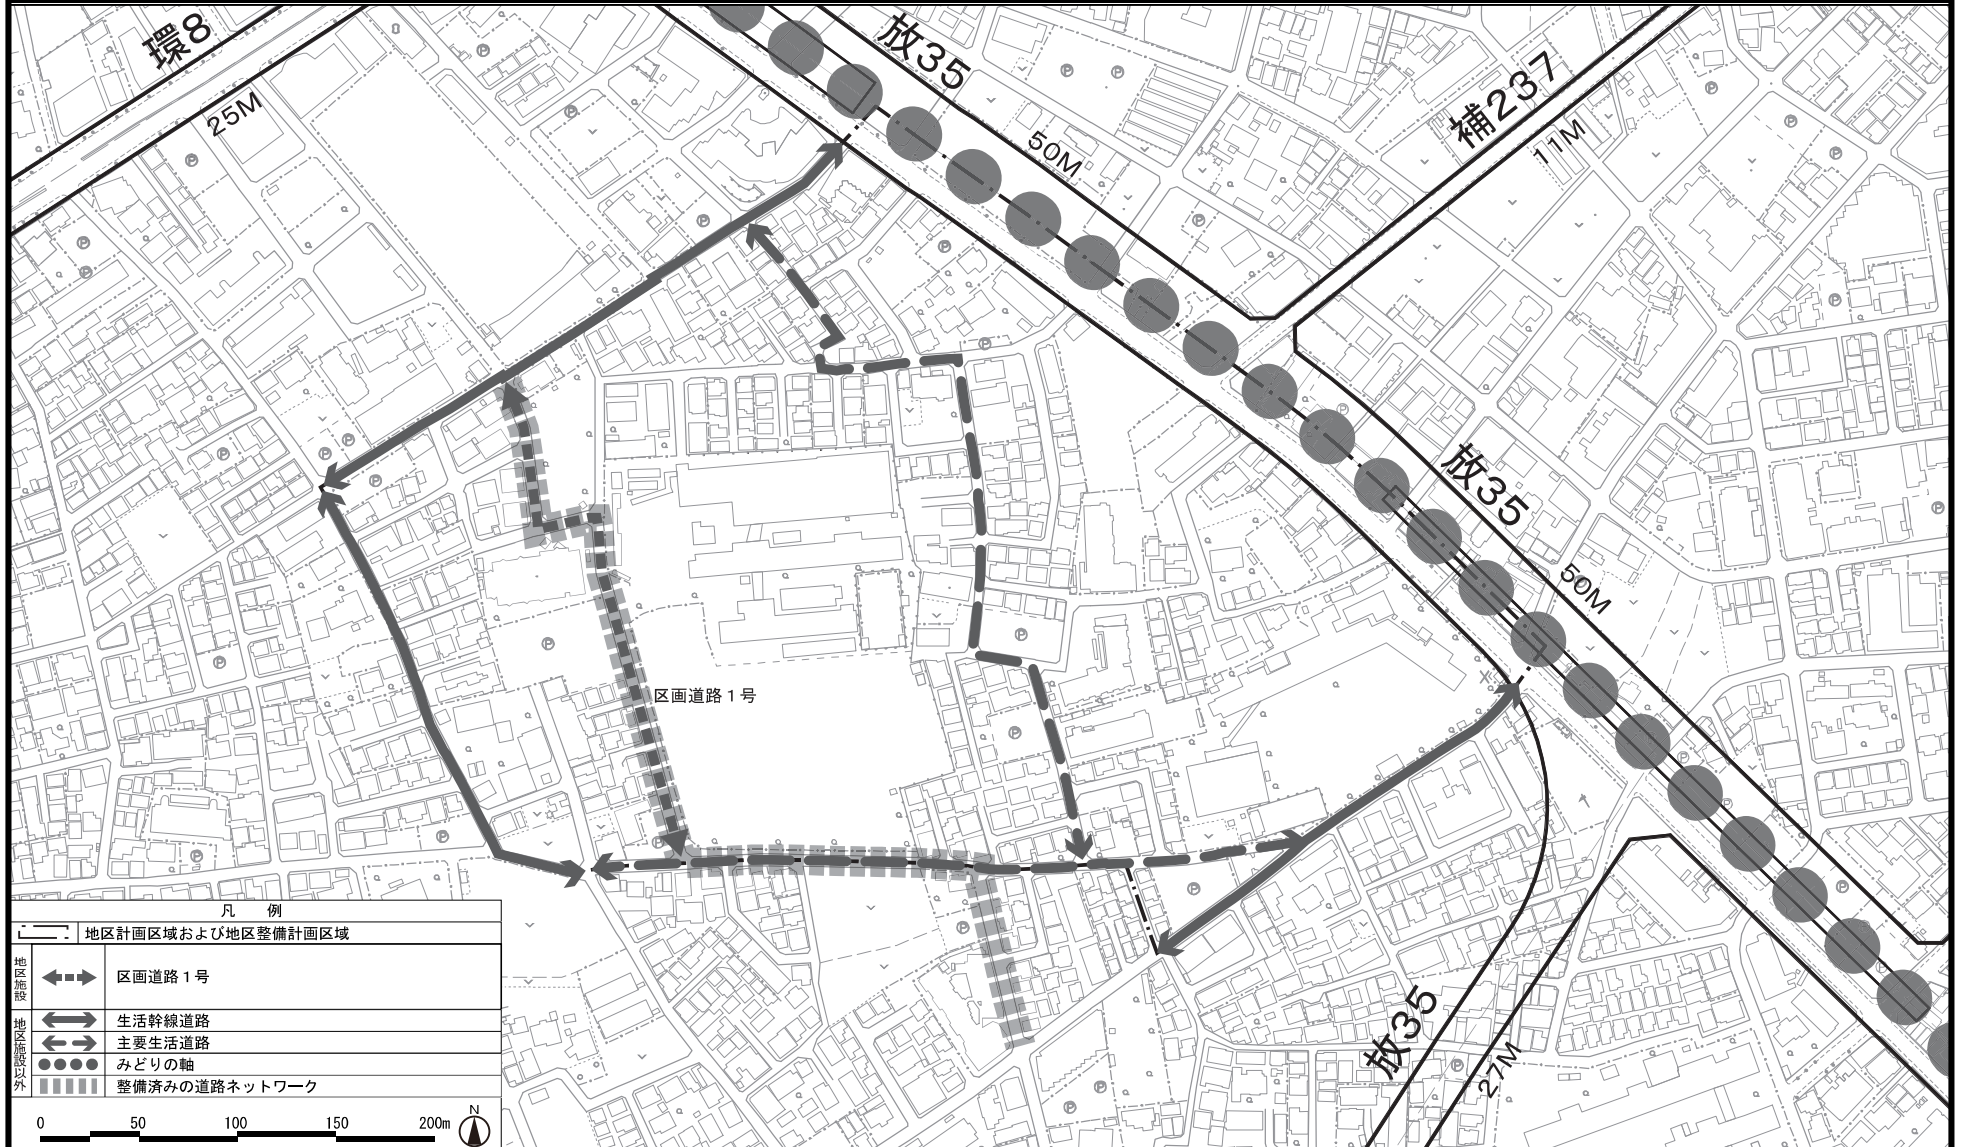 環8
25M
放35
50M
補237
11M
放35
50M
区画道路1号
放35
27M
凡 例
地区計画区域および地区整備計画区域
地区施設
区画道路1号
地区施設以外
生活幹線道路
主要生活道路
みどりの軸
整備済みの道路ネットワーク
0 50 100 150 200m
N